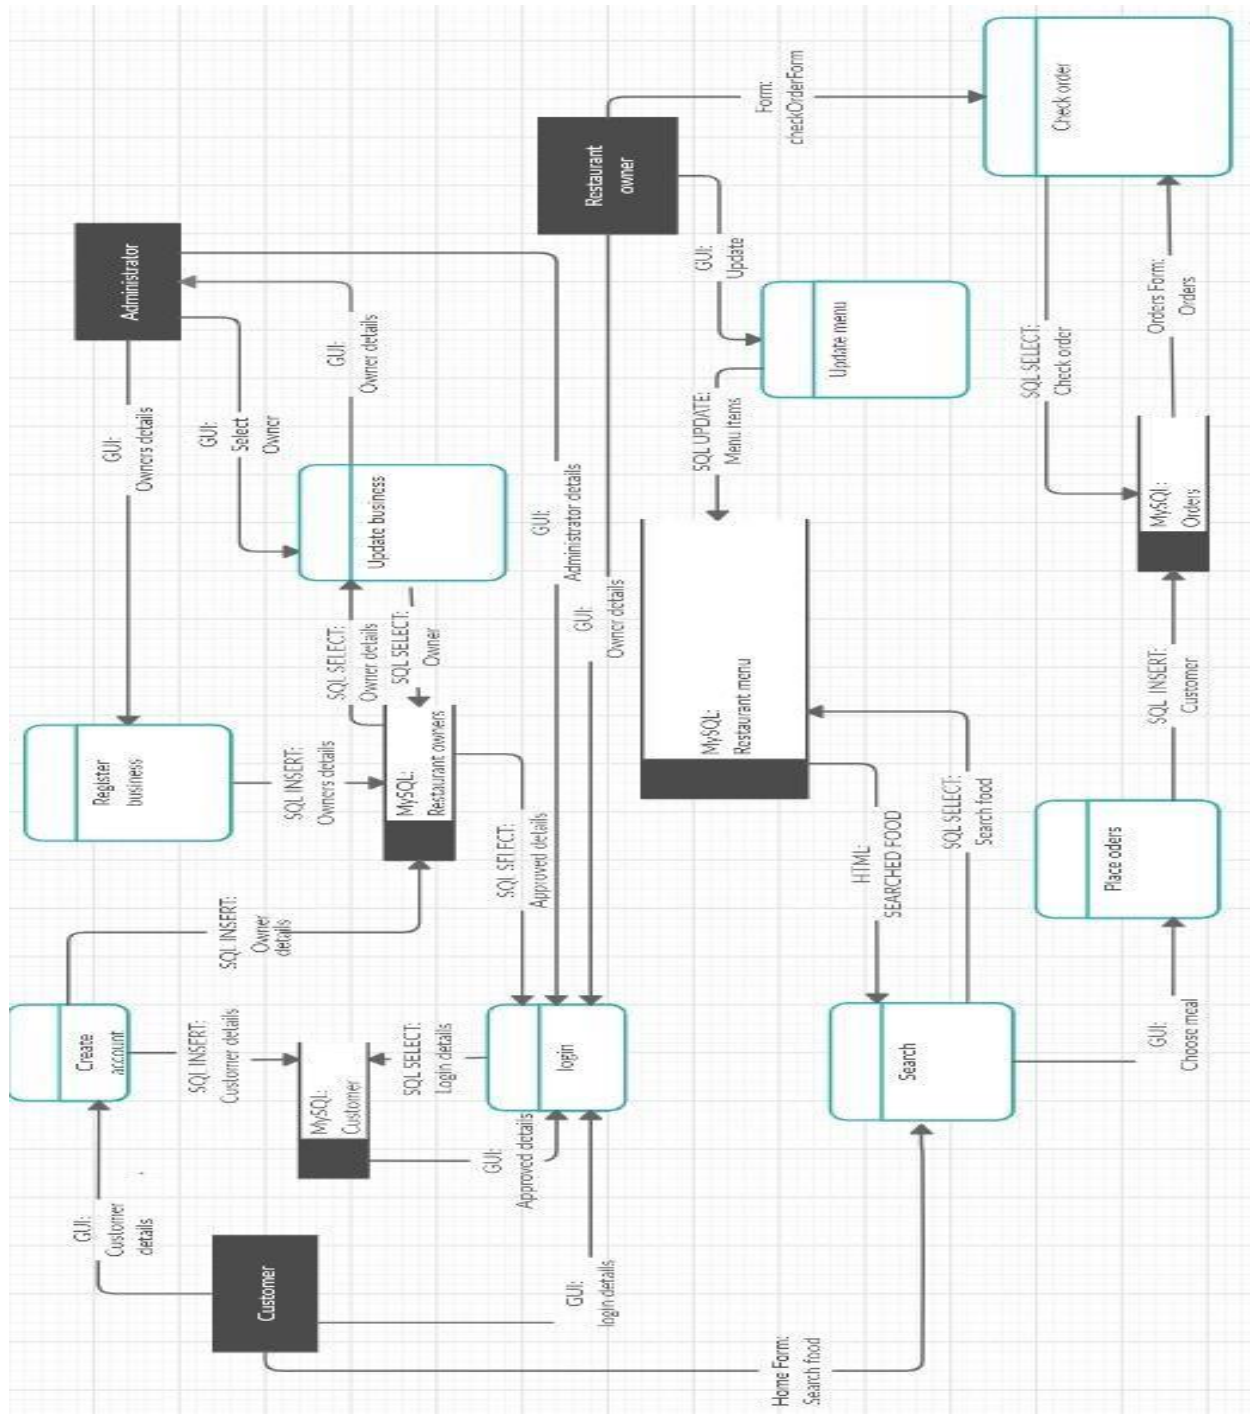 GUI:
Customer
details
Create
account
Register
business
GUI:
Owners details
Administrator
SQL INSERT:
Customer details
SQL INSERT:
Owner
details
SQL INSERT:
Owners details
GUI:
Select
Owner
Customer
MySQL:
Customer
SQL SELECT:
Owner details
GUI:
Owner details
Update business
SQL SELECT:
Login details
MySQL:
Restaurant owners
SQL SELECT:
Owner
GUI:
Approved details
SQL SELECT:
Approved details
GUI:
Administrator details
GUI:
login details
login
GUI:
Owner details
Restaurant
owner
SQL UPDATE:
Menu Items
GUI:
Update
MySQL:
Restaurant menu
Form:
checkOrderForm
Home Form:
Search food
Update menu
HTML:
SEARCHED FOOD
Search
SQL SELECT:
Search food
SQL SELECT:
Check order
Check order
GUI:
Choose meal
Place oders
SQL INSERT:
Customer
MySQL:
Orders
Orders Form:
Orders